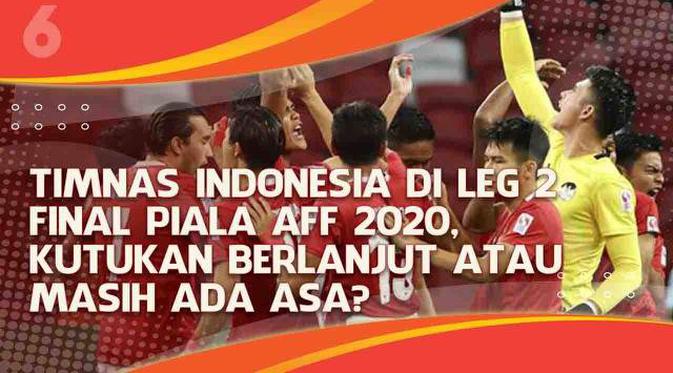 6
TIMNAS INDONESIA DI LEG 2
FINAL PIALA AFF 2020,
KUTUKAN BERLANJUT ATAU
MASIH ADA ASA?